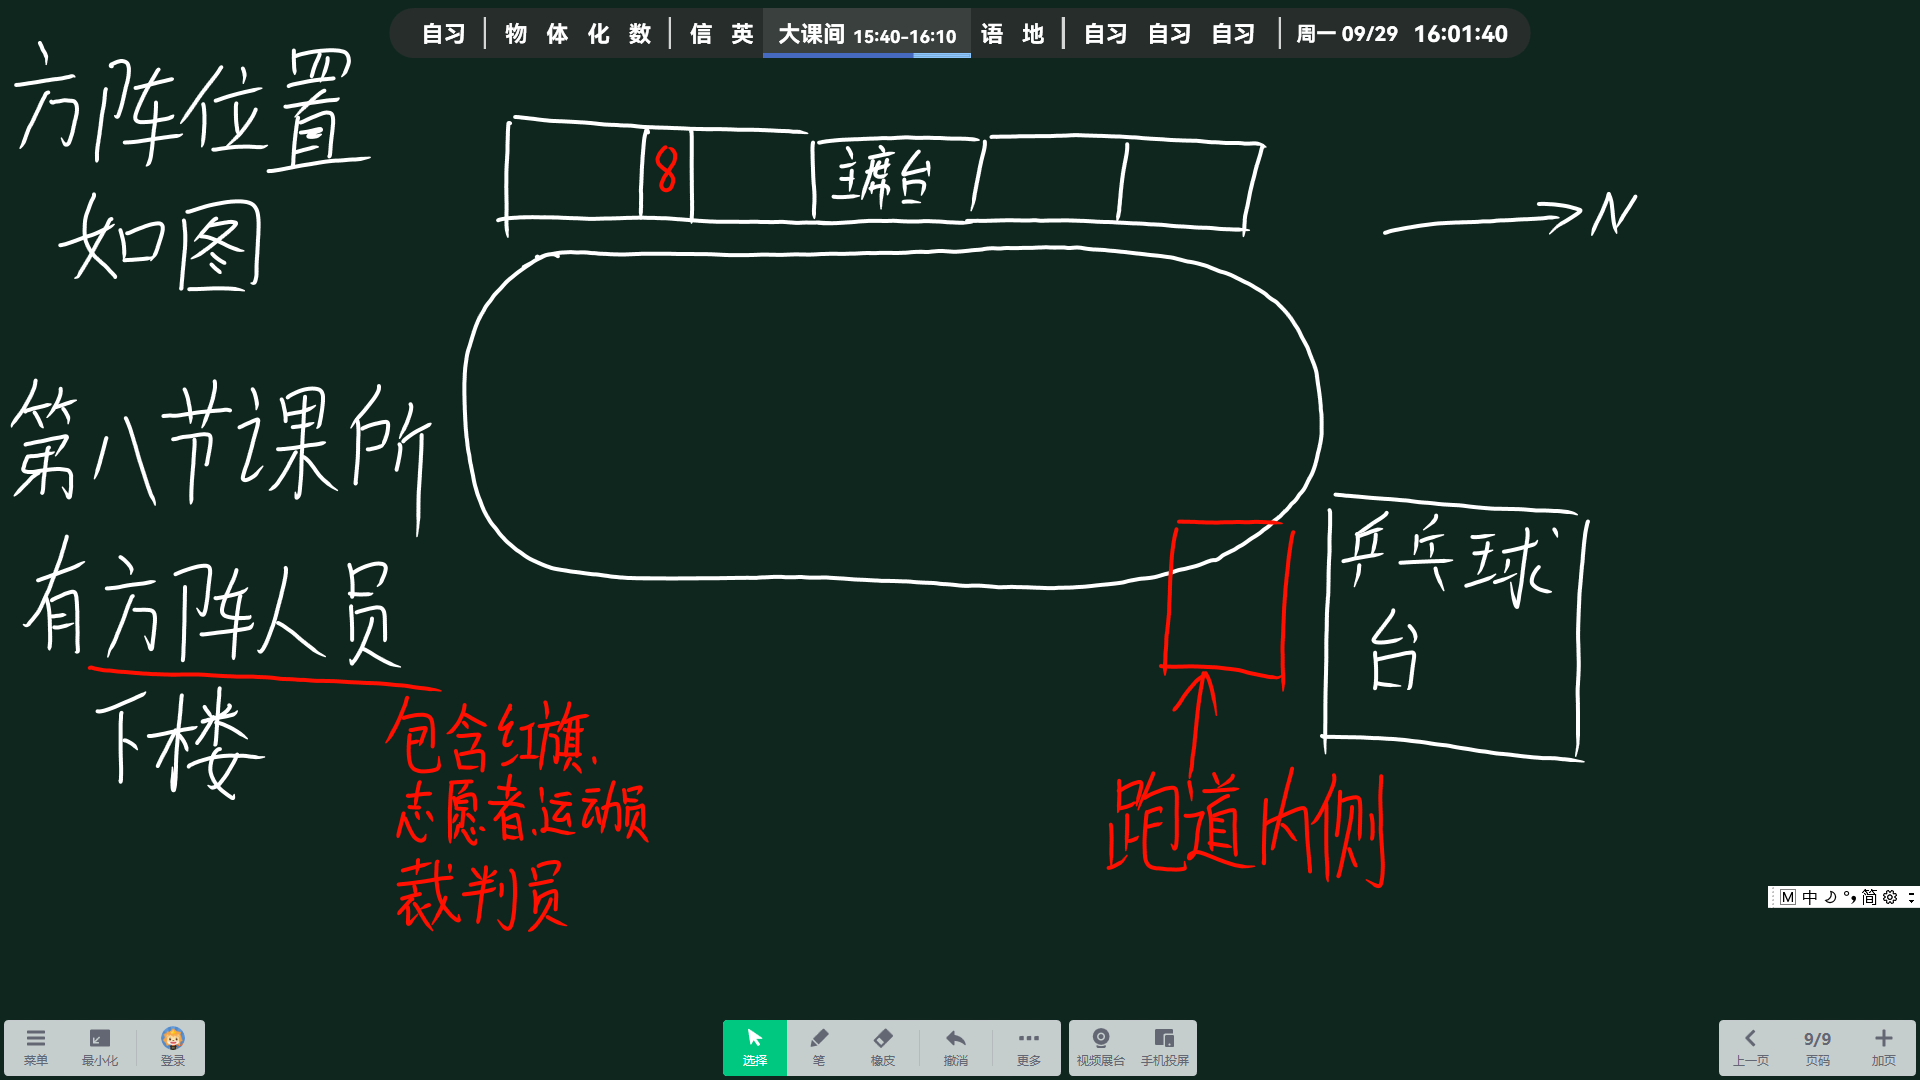 自习 | 物 体 化 数 | 信 英 大课间 15:40-16:10 语 地 | 自习 自习 自习 | 周一 09/29 16:01:40
方阵位置
如图
8
主席台
N
第八节课所
有方阵人员
下楼
包含红旗、
志愿者、运动员
裁判员
乒乓球
台
跑道内侧
M 中 简
菜单 最小化 登录
选择 笔 橡皮 撤消 更多 视频展台 手机投屏
上一页 9/9 页码 加页